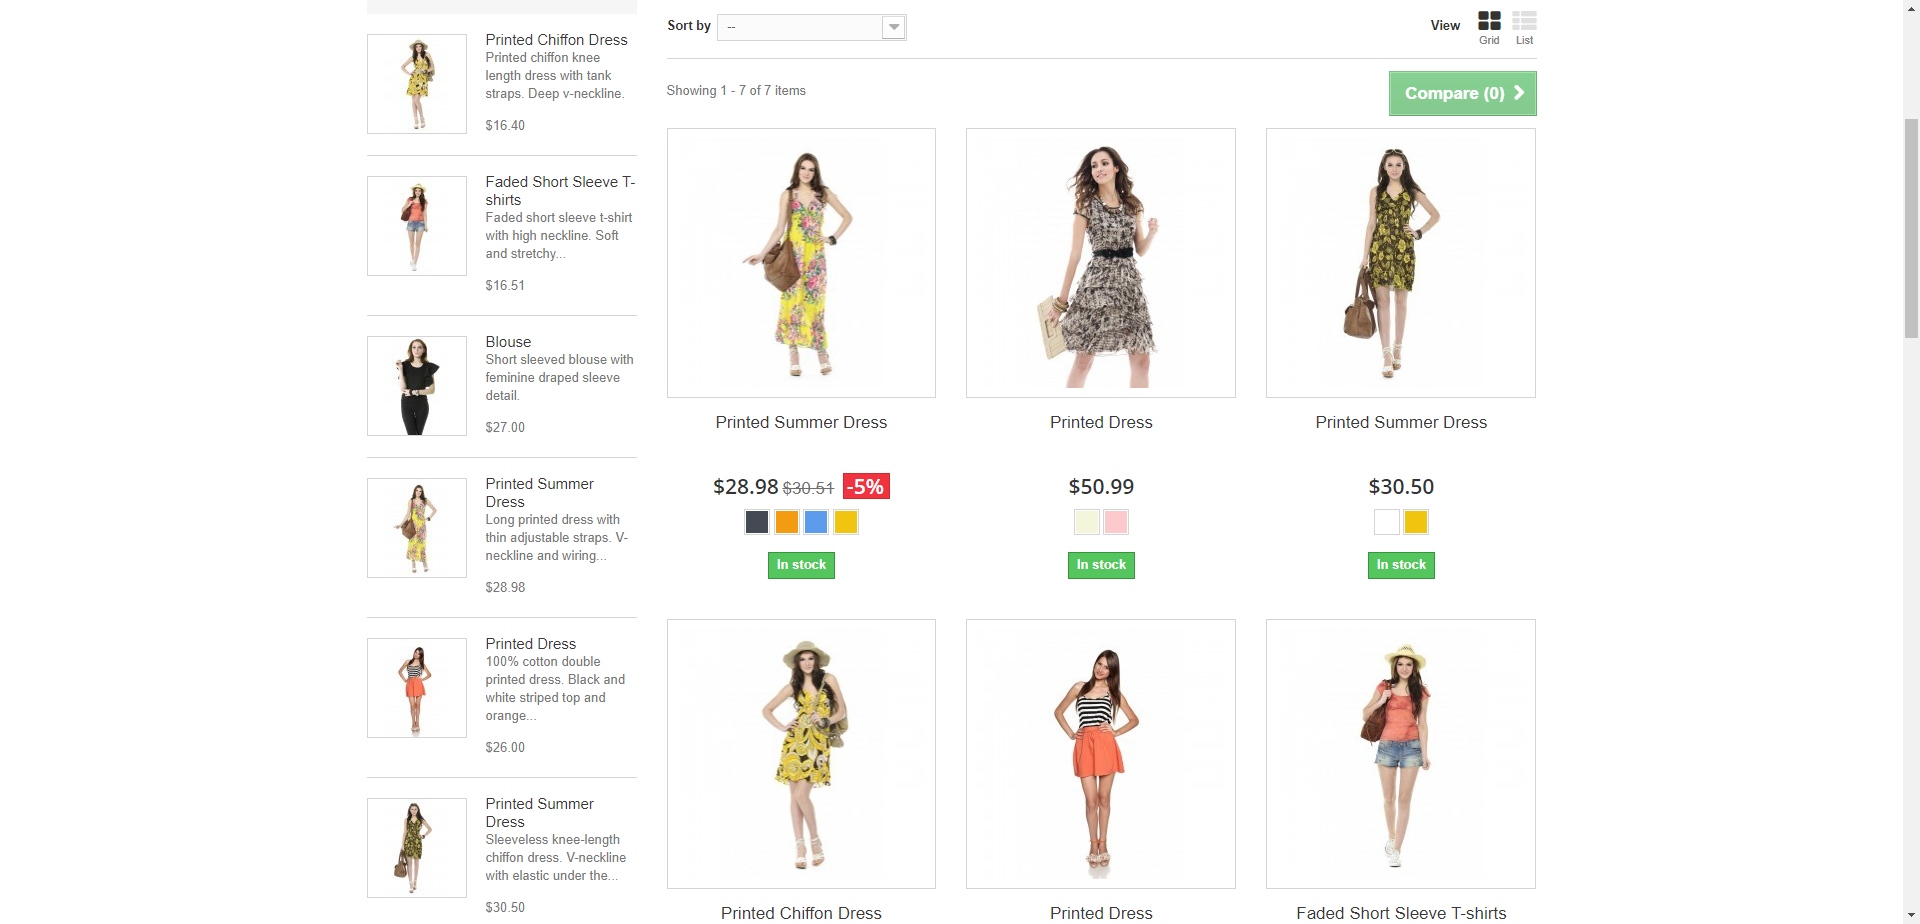 Printed Chiffon Dress
Printed chiffon knee
length dress with tank
straps. Deep v-neckline.
$16.40
Faded Short Sleeve T-
shirts
Faded short sleeve t-shirt
with high neckline. Soft
and stretchy...
$16.51
Blouse
Short sleeved blouse with
feminine draped sleeve
detail.
$27.00
Printed Summer
Dress
Long printed dress with
thin adjustable straps. V-
neckline and wiring...
$28.98
Printed Dress
100% cotton double
printed dress. Black and
white striped top and
orange...
$26.00
Printed Summer
Dress
Sleeveless knee-length
chiffon dress. V-neckline
with elastic under the...
$30.50
Sort by --
View
Grid List
Showing 1 - 7 of 7 items
Compare (0)
Printed Summer Dress
$28.98 $30.51 -5%
In stock
Printed Dress
$50.99
In stock
Printed Summer Dress
$30.50
In stock
Printed Chiffon Dress
Printed Dress
Faded Short Sleeve T-shirts